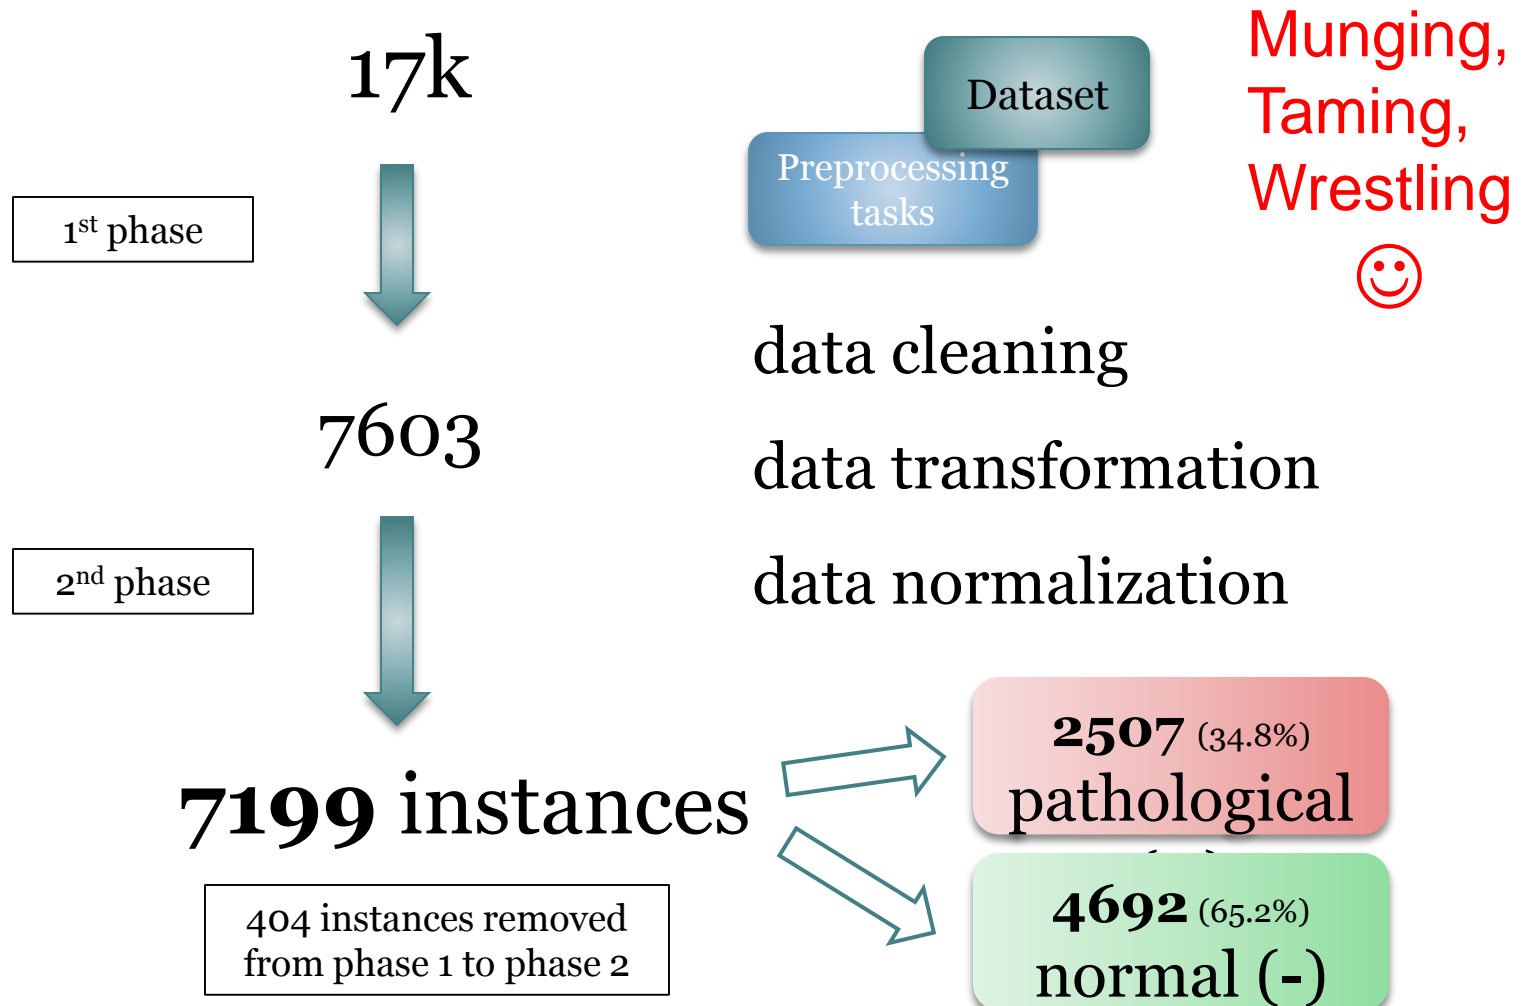 17k
Dataset
Preprocessing
tasks
Munging,
Taming,
Wrestling
1st phase
data cleaning
7603
data transformation
2nd phase
data normalization
7199 instances
2507 (34.8%)
pathological
4692 (65.2%)
normal (-)
404 instances removed
from phase 1 to phase 2